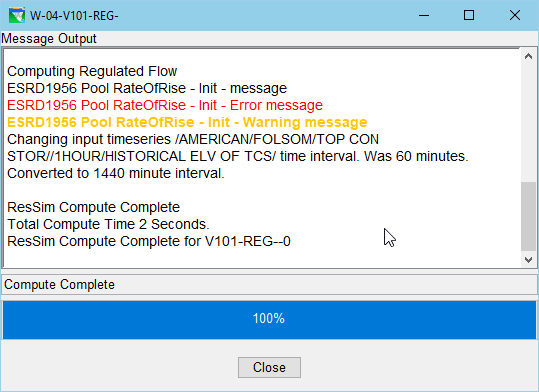 W-04-V101-REG-
Message Output
Computing Regulated Flow
ESRD1956 Pool RateOfRise - Init - message
ESRD1956 Pool RateOfRise - Init - Error message
ESRD1956 Pool RateOfRise - Init - Warning message
Changing input timeseries /AMERICAN/FOLSOM/TOP CON
STOR//1HOUR/HISTORICAL ELV OF TCS/ time interval. Was 60 minutes.
Converted to 1440 minute interval.
ResSim Compute Complete
Total Compute Time 2 Seconds.
ResSim Compute Complete for V101-REG--0
Compute Complete
100%
Close